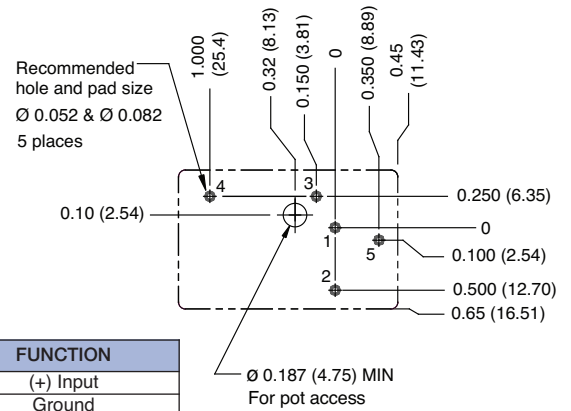 1.000
(25.4)
0.32 (8.13)
0.150 (3.81)
0
0.350 (8.89)
0.45
(11.43)
Recommended
hole and pad size
Ø 0.052 & Ø 0.082
5 places
4
3
0.250 (6.35)
0.10 (2.54)
0
1
5
0.100 (2.54)
2
0.500 (12.70)
0.65 (16.51)
FUNCTION
(+) Input
Ground
Ø 0.187 (4.75) MIN
For pot access